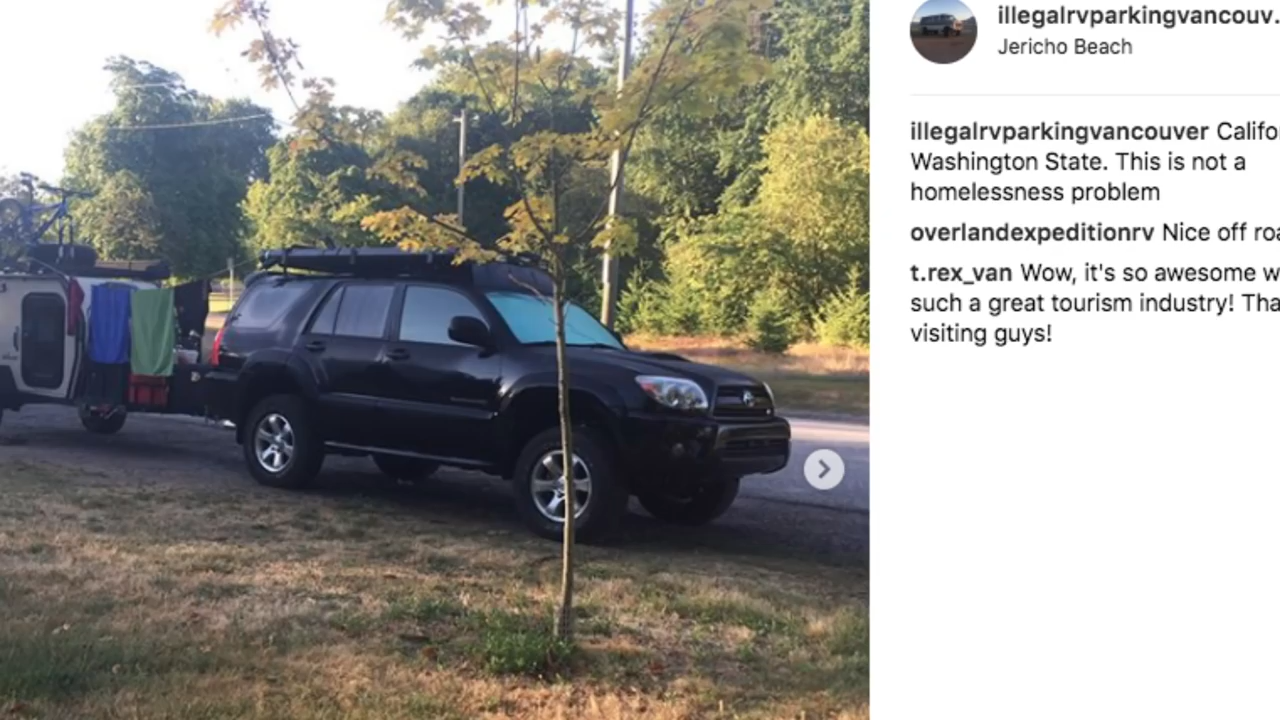 illegalrvparkingvancouv.
Jericho Beach
illegalrvparkingvancouver
Washington State. This is not a
homelessness problem
overlandexpeditionrv Nice off
t.rex_van Wow, it's so awesome
such a great tourism industry!
visiting guys!